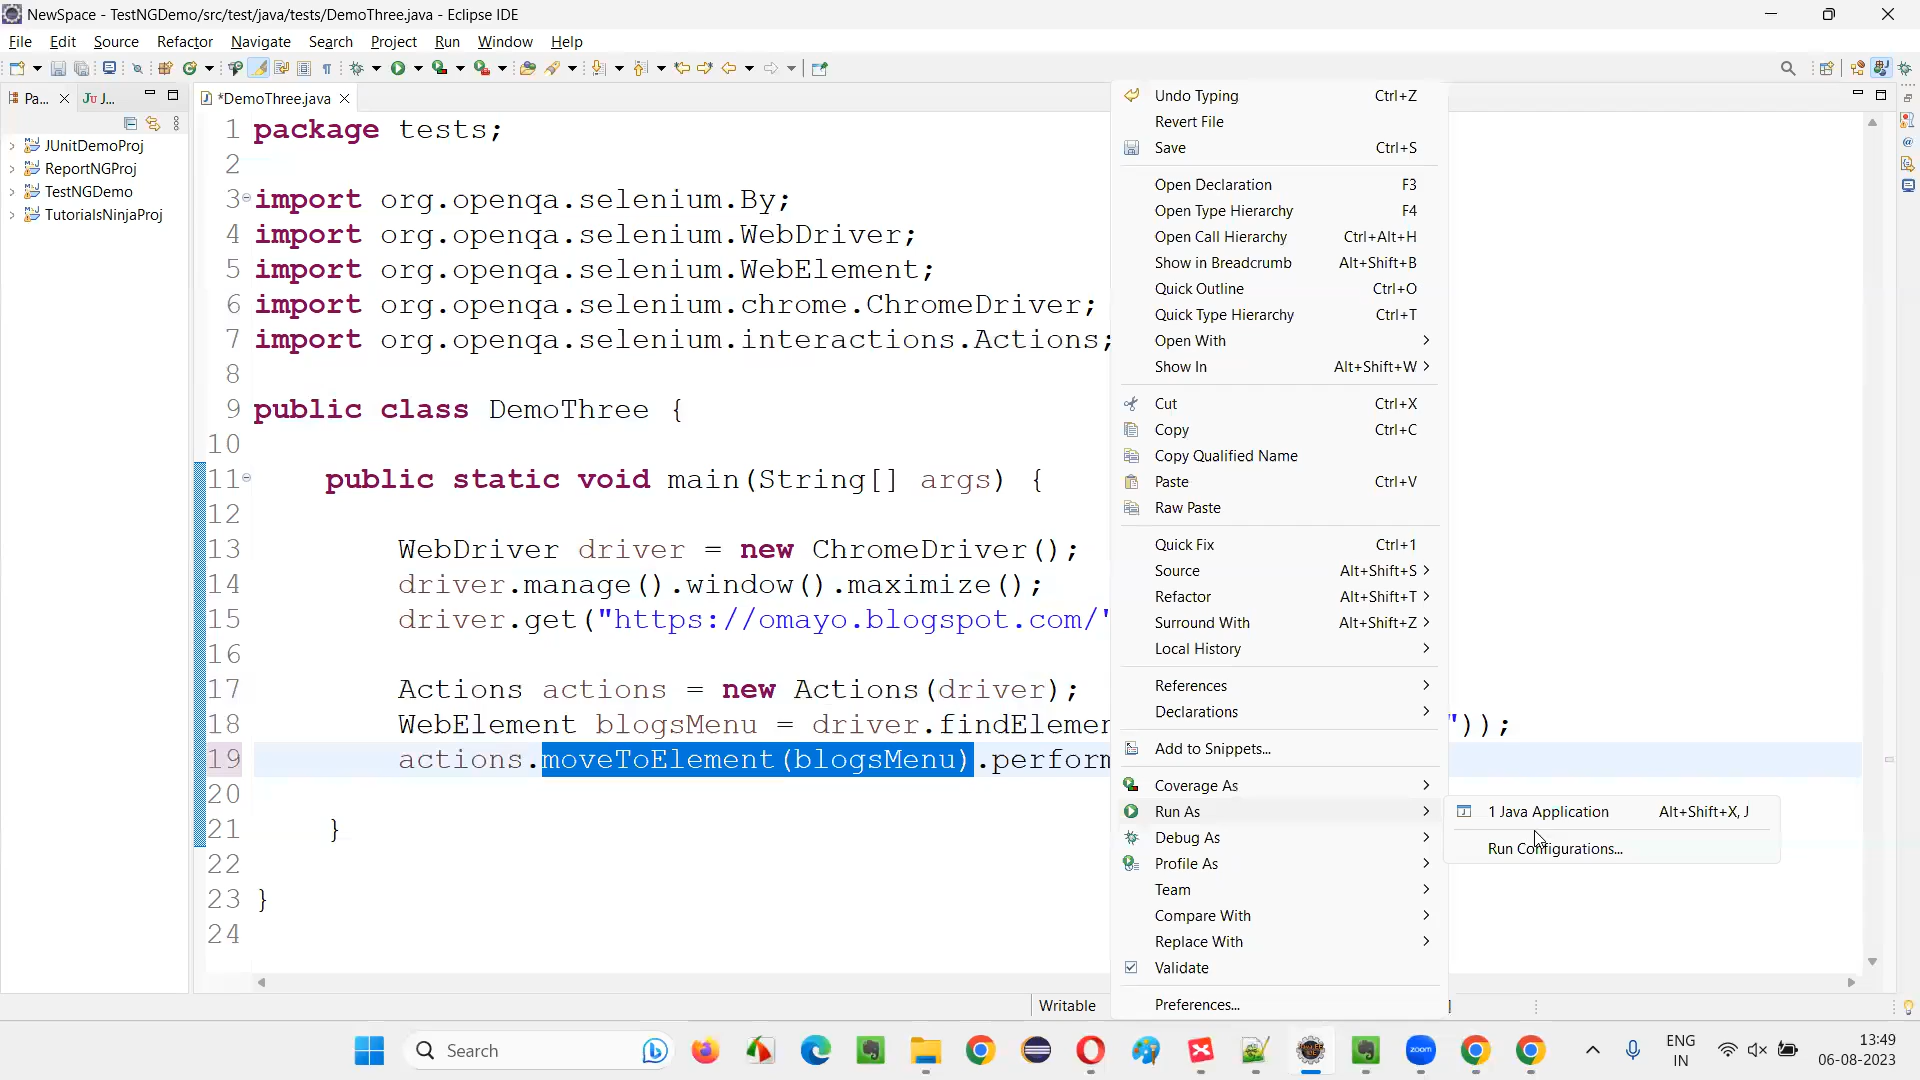 NewSpace - TestNGDemo/src/test/java/tests/DemoThree.java - Eclipse IDE
File Edit Source Refactor Navigate Search Project Run Window Help
Pa... J...
*DemoThree.java
JUnitDemoProj
ReportNGProj
TestNGDemo
TutorialsNinjaProj
1 package tests;
2
3 import org.openqa.selenium.By;
4 import org.openqa.selenium.WebDriver;
5 import org.openqa.selenium.WebElement;
6 import org.openqa.selenium.chrome.ChromeDriver;
7 import org.openqa.selenium.interactions.Actions;
8
9 public class DemoThree {
10
11 public static void main(String[] args) {
12
13 WebDriver driver = new ChromeDriver();
14 driver.manage().window().maximize();
15 driver.get("https://omayo.blogspot.com/"
16
17 Actions actions = new Actions(driver);
18 WebElement blogsMenu = driver.findElemen "));
19 actions.moveToElement(blogsMenu).perform
20
21 }
22
23 }
24
Undo Typing Ctrl+Z
Revert File
Save Ctrl+S
Open Declaration F3
Open Type Hierarchy F4
Open Call Hierarchy Ctrl+Alt+H
Show in Breadcrumb Alt+Shift+B
Quick Outline Ctrl+O
Quick Type Hierarchy Ctrl+T
Open With
Show In Alt+Shift+W
Cut Ctrl+X
Copy Ctrl+C
Copy Qualified Name
Paste Ctrl+V
Raw Paste
Quick Fix Ctrl+1
Source Alt+Shift+S
Refactor Alt+Shift+T
Surround With Alt+Shift+Z
Local History
References
Declarations
Add to Snippets...
Coverage As
Run As
Debug As
Profile As
Team
Compare With
Replace With
Validate
Preferences...
1 Java Application Alt+Shift+X, J
Run Configurations...
Writable
Search
zoom
ENG
IN
13:49
06-08-2023